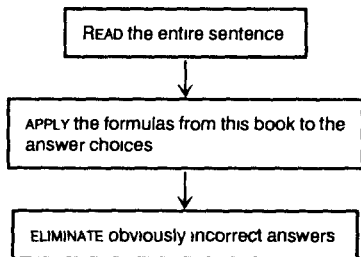 READ the entire sentence
APPLY the formulas from this book to the
answer choices
ELIMINATE obviously incorrect answers